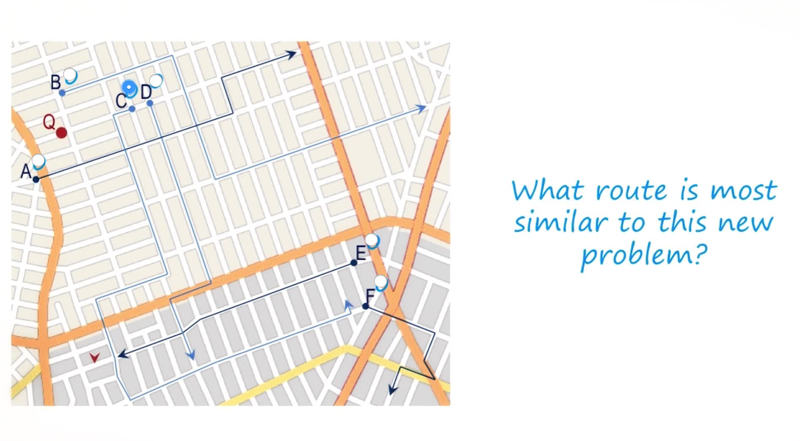 B
C
D
Q
A
E
F
What route is most
similar to this new
problem?